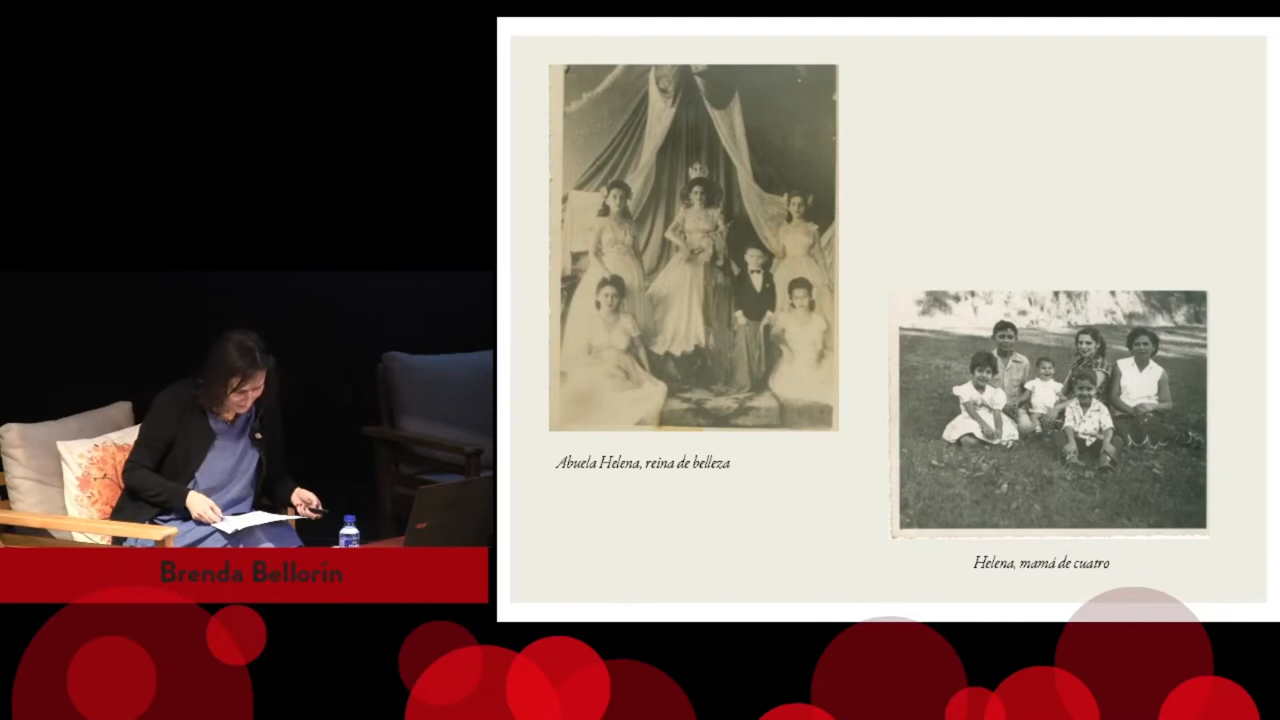 Abuela Helena, reina de belleza
Helena, mamá de cuatro
Brenda Bellorín